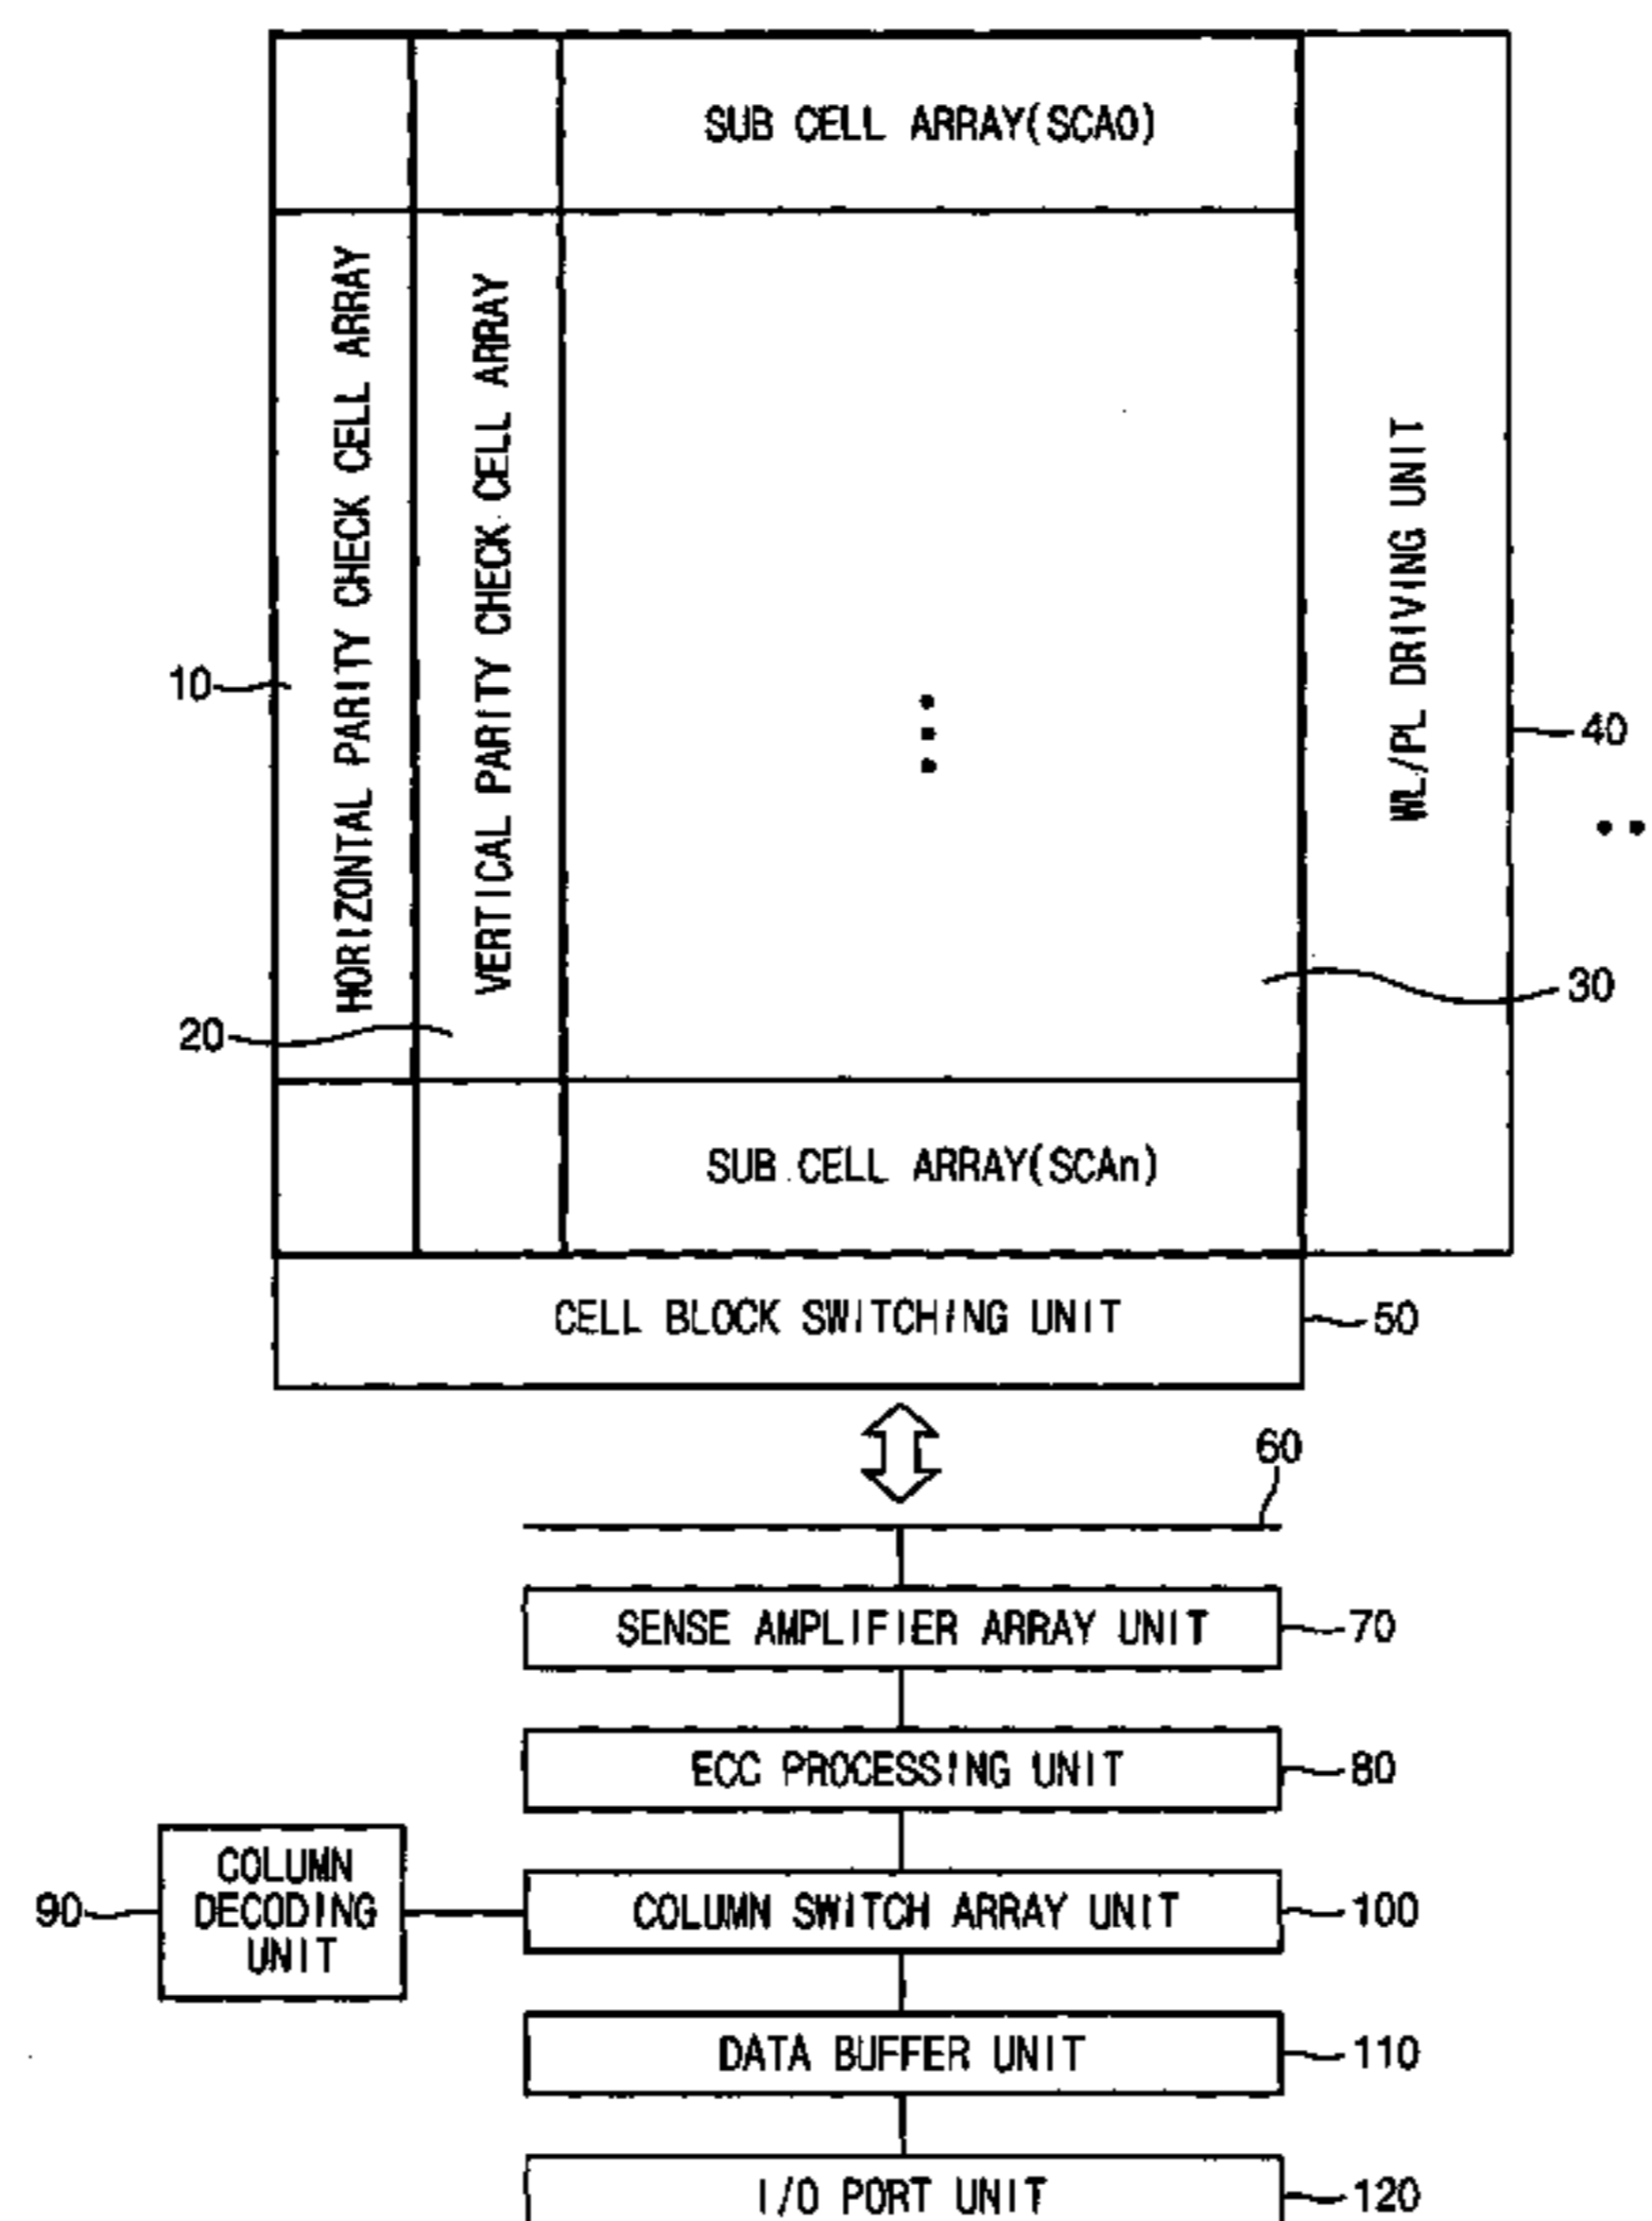 SUB CELL ARRAY(SCA0)
HORIZONTAL PARITY CHECK CELL ARRAY
VERTICAL PARITY CHECK CELL ARRAY
WL/PL DRIVING UNIT
10
40
30
20
SUB CELL ARRAY(SCAn)
CELL BLOCK SWITCHING UNIT
50
60
SENSE AMPLIFIER ARRAY UNIT
70
ECC PROCESSING UNIT
80
COLUMN
DECODING
UNIT
90
COLUMN SWITCH ARRAY UNIT
100
DATA BUFFER UNIT
110
I/O PORT UNIT
120